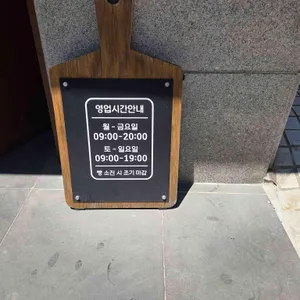 영업시간안내
월 - 금요일
09:00-20:00
토 - 일요일
09:00-19:00
빵 소진 시 조기 마감